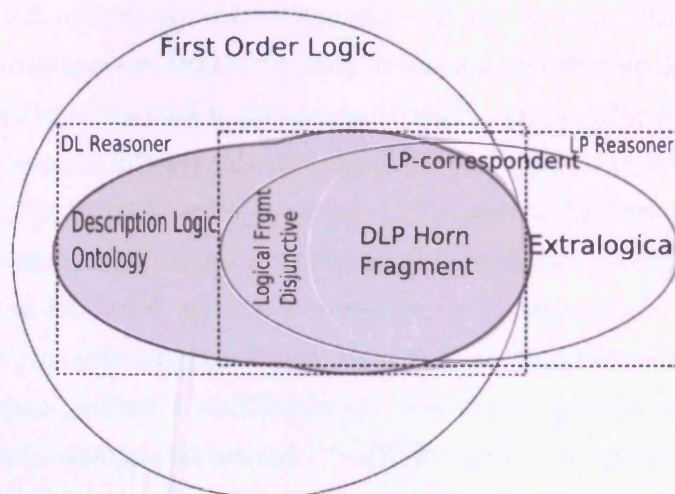 First Order Logic
DL Reasoner
LP Reasoner
LP-correspondent
Description Logic
Ontology
Logical Frgmt
Disjunctive
DLP Horn
Fragment
Extralogica